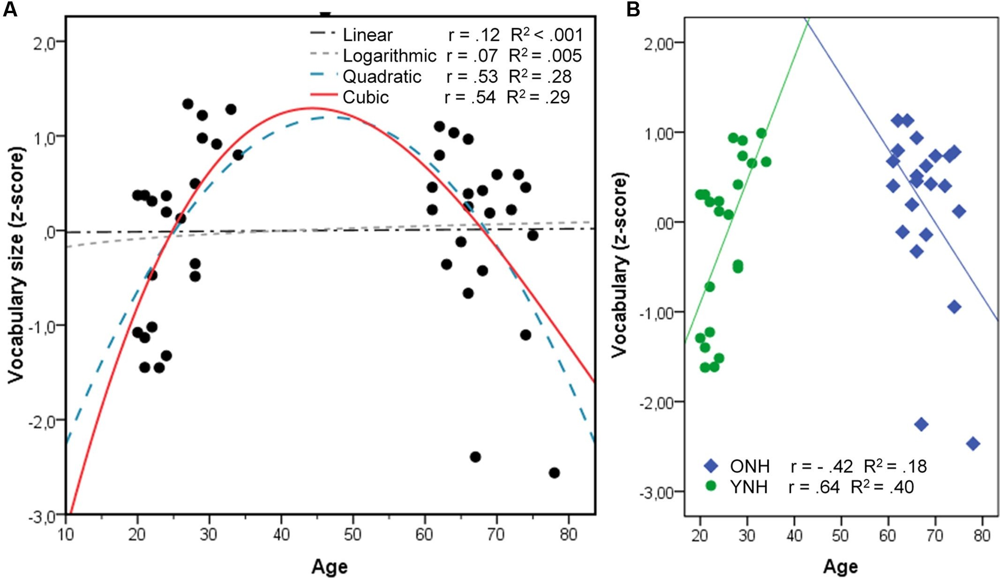 A
Vocabulary size (z-score)
2,0
1,0
,0
-1,0
-2,0
-3,0
Linear r = .12 R² < .001
Logarithmic r = .07 R² = .005
Quadratic r = .53 R² = .28
Cubic r = .54 R² = .29
10 20 30 40 50 60 70 80
Age
B
Vocabulary (z-score)
2,00
1,00
,00
-1,00
-2,00
-3,00
ONH r = - .42 R² = .18
YNH r = .64 R² = .40
20 30 40 50 60 70 80
Age